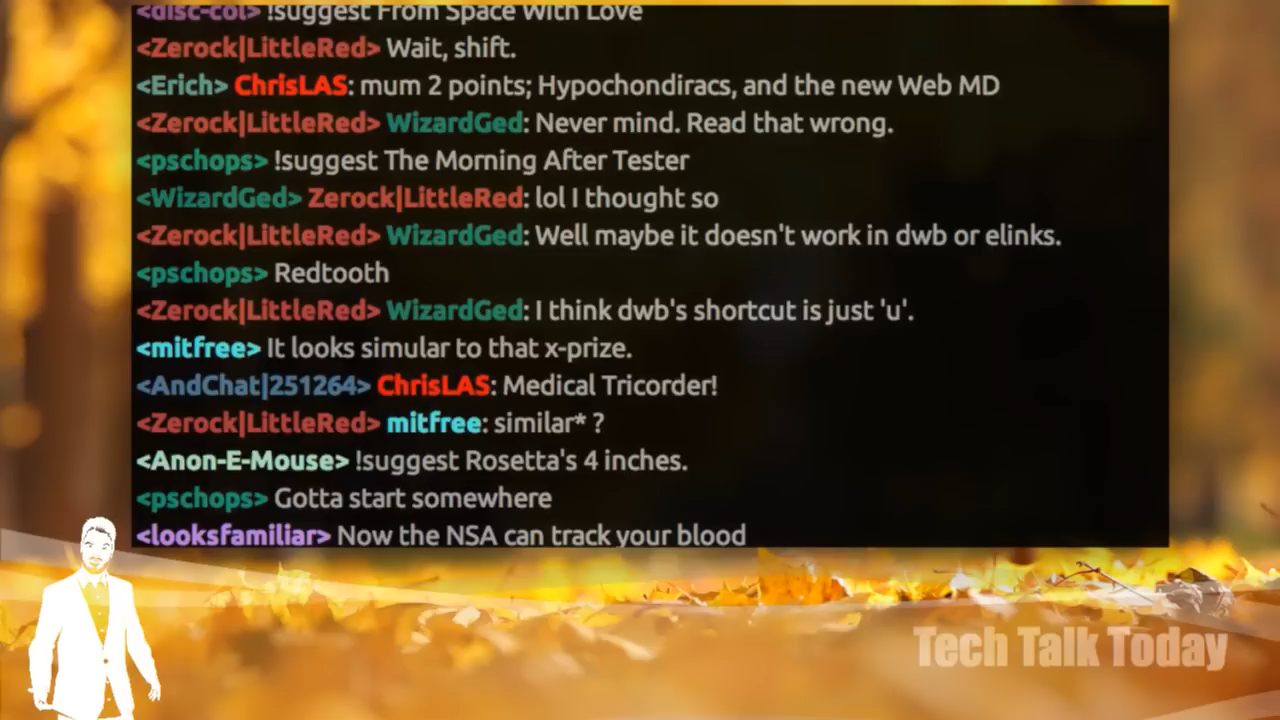 <disc-col> !suggest From Space With Love
<Zerock|LittleRed> Wait, shift.
<Erich> ChrisLAS: mum 2 points; Hypochondiracs, and the new Web MD
<Zerock|LittleRed> WizardGed: Never mind. Read that wrong.
<pschops> !suggest The Morning After Tester
<WizardGed> Zerock|LittleRed: lol I thought so
<Zerock|LittleRed> WizardGed: Well maybe it doesn't work in dwb or elinks.
<pschops> Redtooth
<Zerock|LittleRed> WizardGed: I think dwb's shortcut is just 'u'.
<mitfree> It looks simular to that x-prize.
<AndChat|251264> ChrisLAS: Medical Tricorder!
<Zerock|LittleRed> mitfree: similar* ?
<Anon-E-Mouse> !suggest Rosetta's 4 inches.
<pschops> Gotta start somewhere
<looksfamiliar> Now the NSA can track your blood
Tech Talk Today